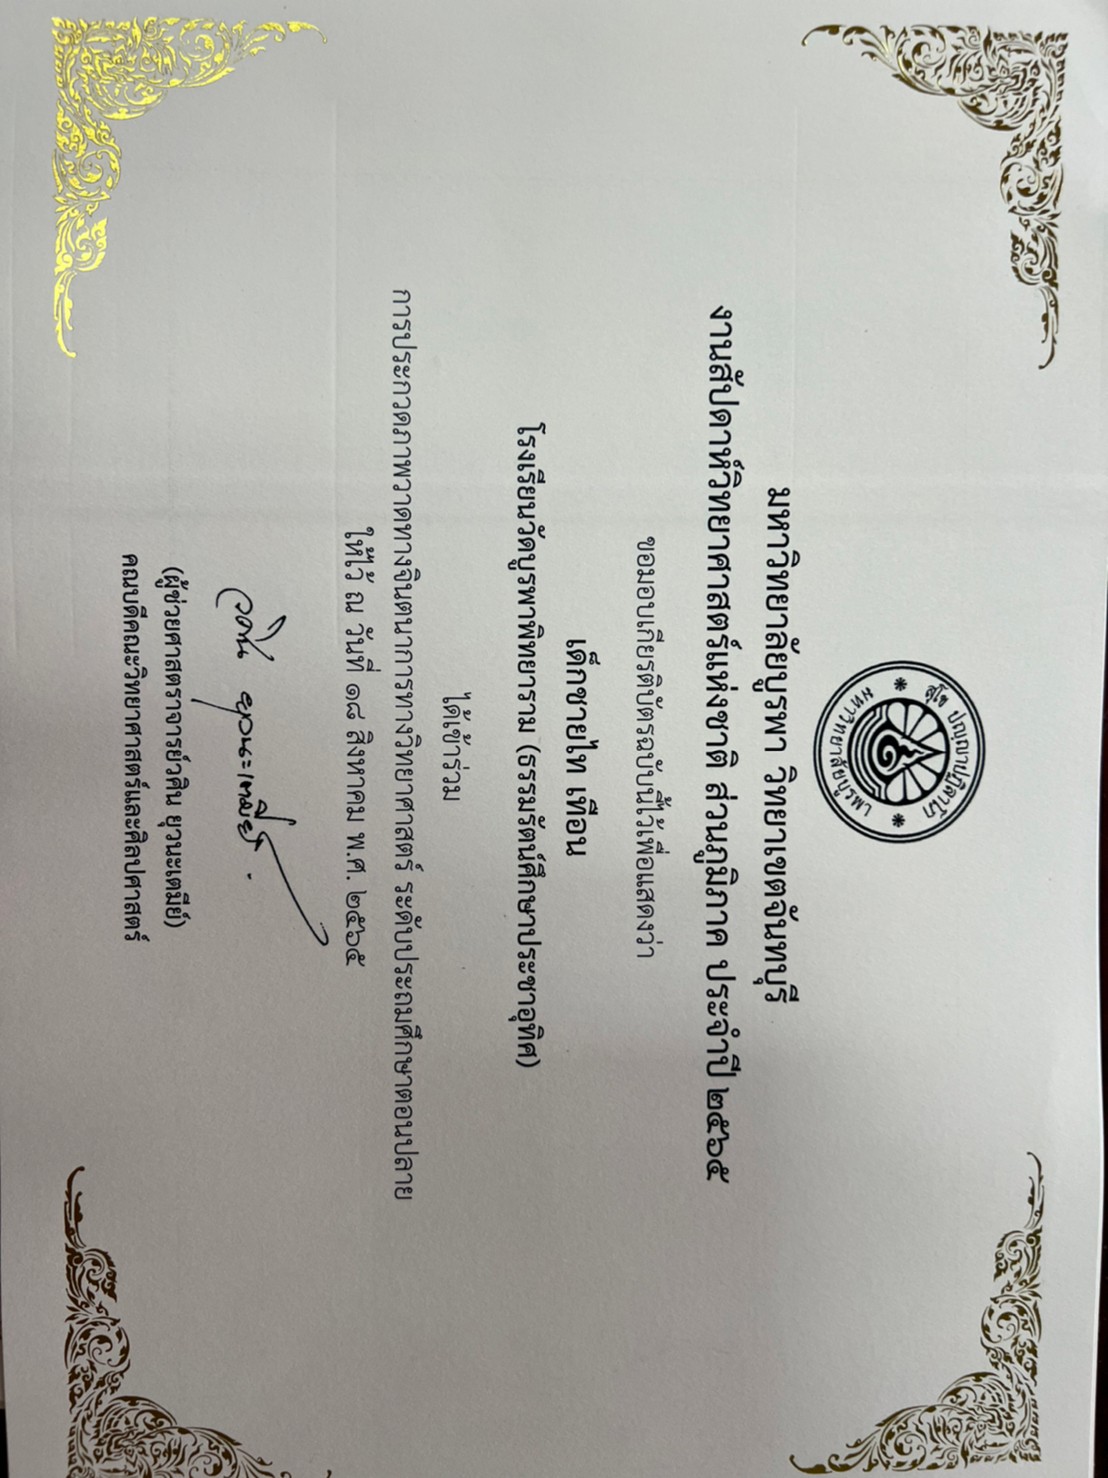 สุโข ปญฺญาปฏิลาโภ
มหาวิทยาลัยบูรพา
มหาวิทยาลัยบูรพา วิทยาเขตจันทบุรี
งานสัปดาห์วิทยาศาสตร์แห่งชาติ ส่วนภูมิภาค ประจำปี ๒๕๖๕
ขอมอบเกียรติบัตรฉบับนี้ไว้เพื่อแสดงว่า
เด็กชายไท เทือน
โรงเรียนวัดบูรพาพิทยาราม (ธรรมรัตน์ศึกษาประชาอุทิศ)
ได้เข้าร่วม
การประกวดภาพวาดทางจินตนาการทางวิทยาศาสตร์ ระดับประถมศึกษาตอนปลาย
ให้ไว้ ณ วันที่ ๑๘ สิงหาคม พ.ศ. ๒๕๖๕
วศิน ยุวนะเตมีย์
(ผู้ช่วยศาสตราจารย์วศิน ยุวนะเตมีย์)
คณบดีคณะวิทยาศาสตร์และศิลปศาสตร์